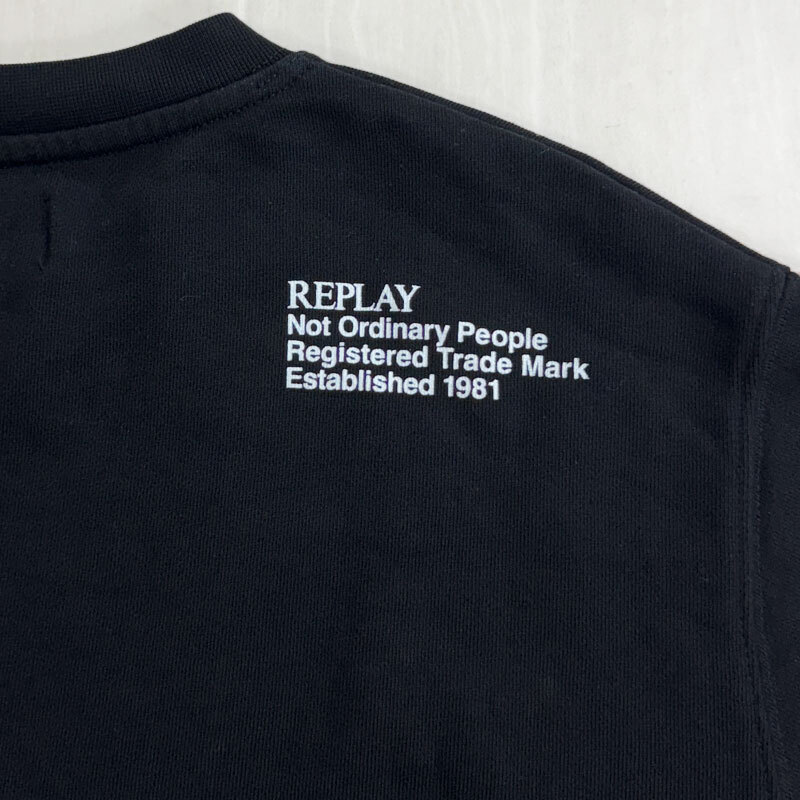 REPLAY
Not Ordinary People
Registered Trade Mark
Established 1981